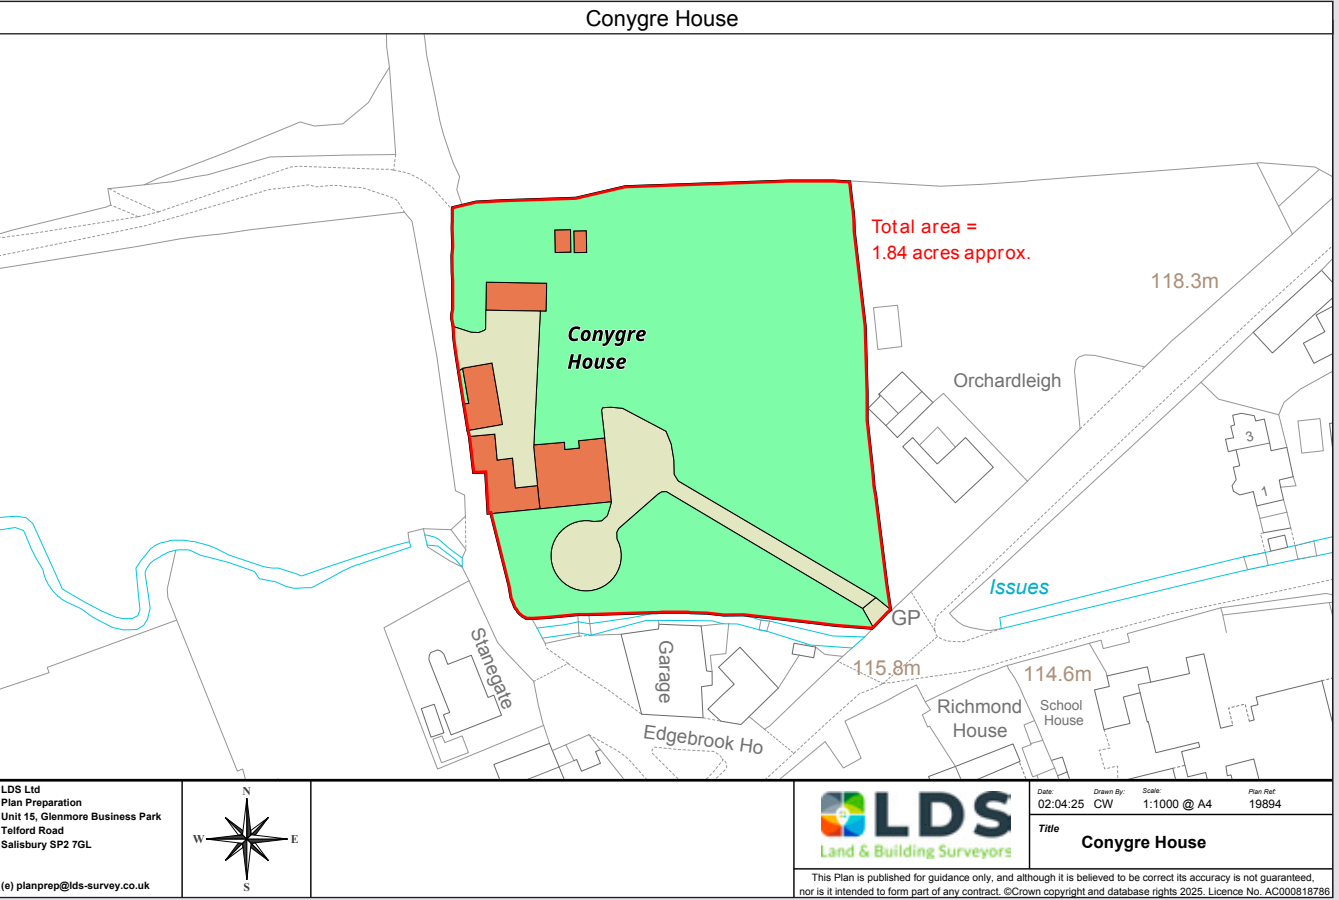 Conygre House
Total area =
1.84 acres approx.
118.3m
Conygre
House
Orchardleigh
3
1
Issues
GP
Stanegate
Garage
115.8m
114.6m
Richmond
House
School
House
Edgebrook Ho
LDS Ltd
Plan Preparation
Unit 15, Glenmore Business Park
Telford Road
Salisbury SP2 7GL
(e) planprep@lds-survey.co.uk
N
W
E
S
LDS
Land & Building Surveyors
Date: Drawn By: Scale: Plan Ref:
02:04:25 CW 1:1000 @ A4 19894
Title
Conygre House
This Plan is published for guidance only, and although it is believed to be correct its accuracy is not guaranteed,
nor is it intended to form part of any contract. ©Crown copyright and database rights 2025. Licence No. AC000818786